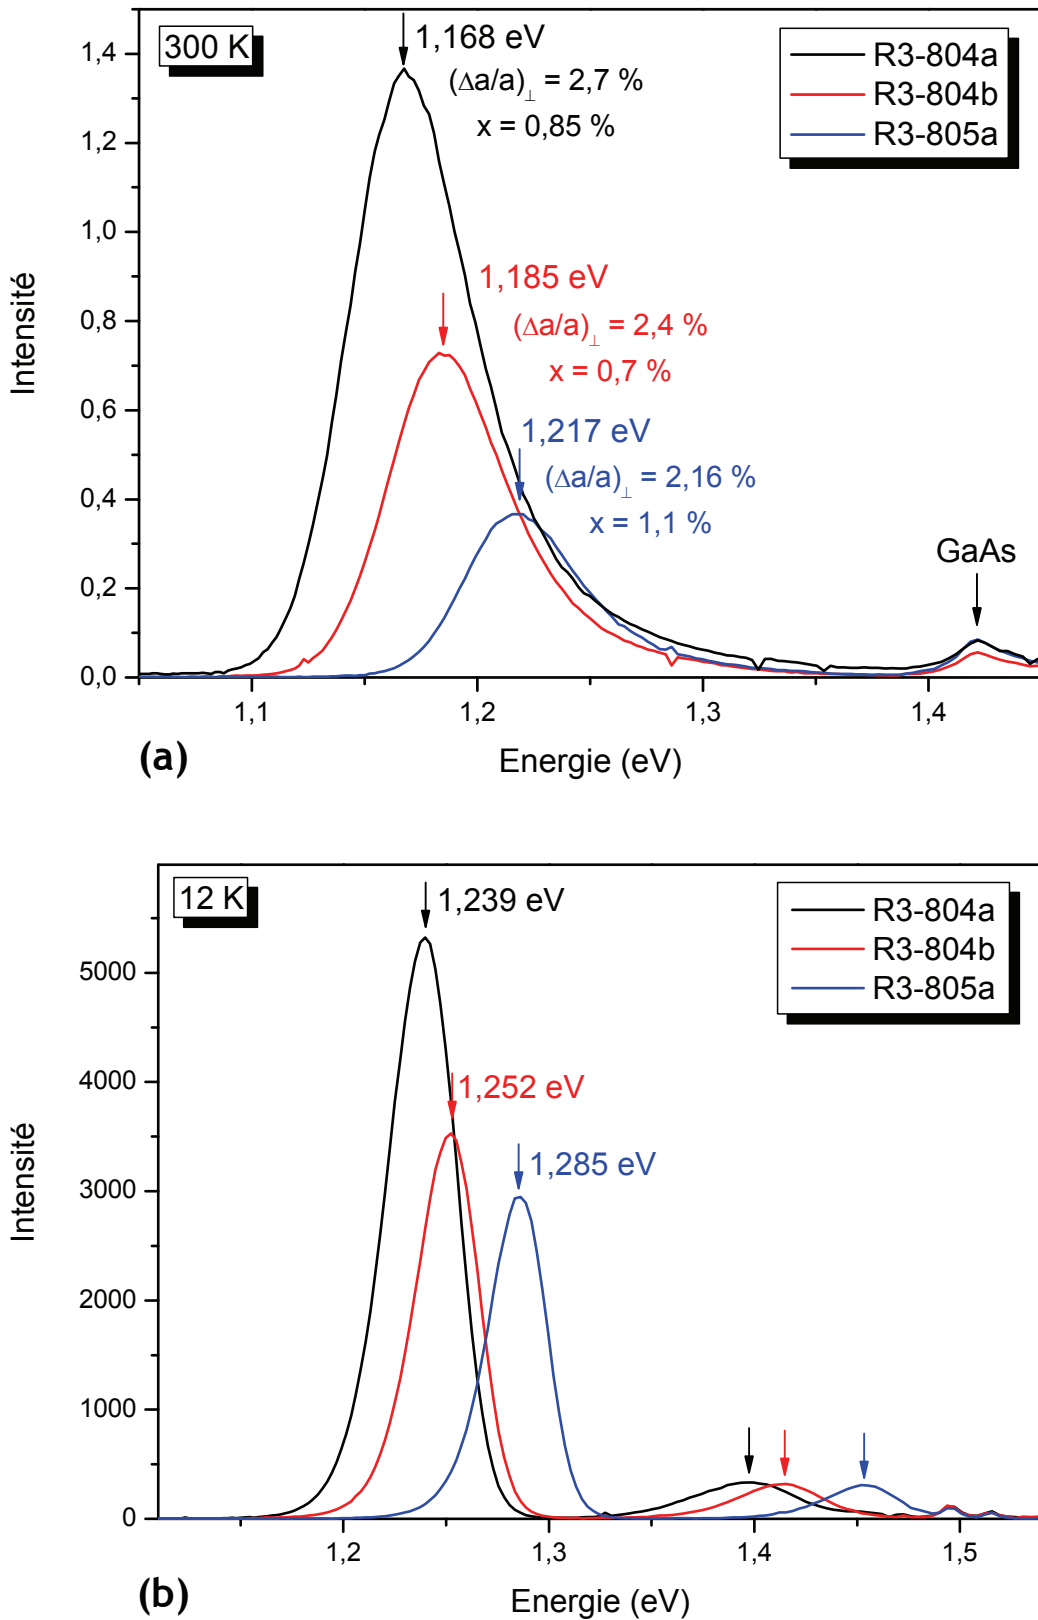 300 K
1,168 eV
(Δa/a)⊥ = 2,7 %
x = 0,85 %
R3-804a
R3-804b
R3-805a
1,185 eV
(Δa/a)⊥ = 2,4 %
x = 0,7 %
1,217 eV
(Δa/a)⊥ = 2,16 %
x = 1,1 %
GaAs
Intensité
1,4
1,2
1,0
0,8
0,6
0,4
0,2
0,0
1,1 1,2 1,3 1,4
Energie (eV)
(a)
12 K
1,239 eV
R3-804a
R3-804b
R3-805a
1,252 eV
1,285 eV
Intensité
5000
4000
3000
2000
1000
0
1,2 1,3 1,4 1,5
Energie (eV)
(b)